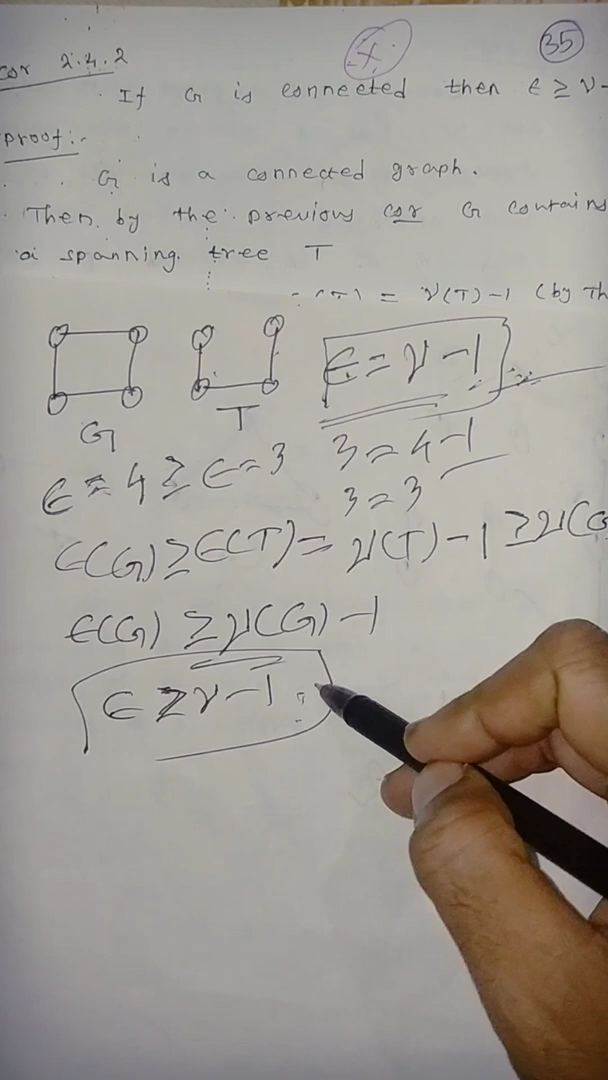 35
cor 2.4.2
If G is connected then ϵ ≥ ν-
proof:-
G is a connected graph.
Then by the previous cor G contains
a spanning tree T
= ν(T)-1 (by Th
G T ϵ = ν-1
ϵ = 4 ≥ ϵ = 3 3 = 4-1
3 = 3
ϵ(G) ≥ ϵ(T) = ν(T)-1 ≥ ν(G
ϵ(G) ≥ ν(G)-1
ϵ ≥ ν-1.